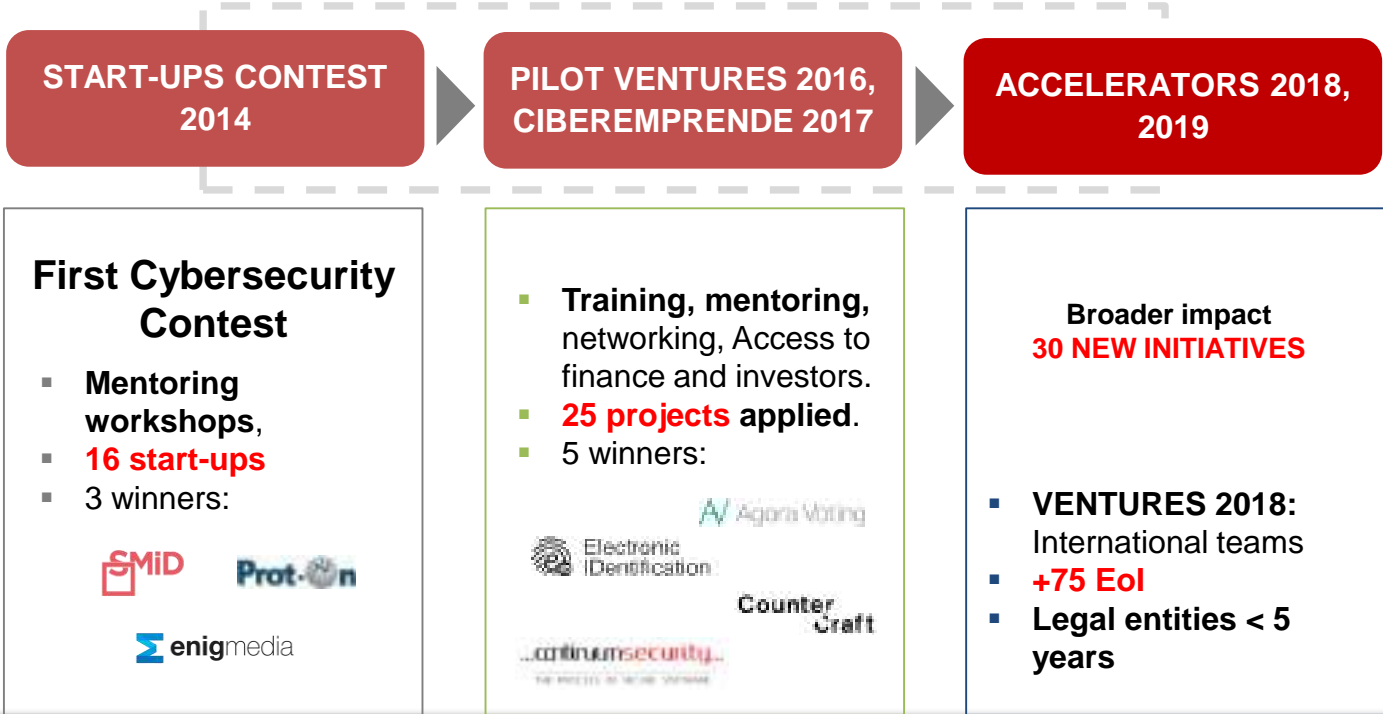 START-UPS CONTEST
2014
PILOT VENTURES 2016,
CIBEREMPRENDE 2017
ACCELERATORS 2018,
2019
First Cybersecurity
Contest
Mentoring
workshops,
16 start-ups
3 winners:
SMiD
Prot-On
enigmedia
Training, mentoring,
networking, Access to
finance and investors.
25 projects applied.
5 winners:
Agora Voting
Electronic
IDentification
Counter
Craft
...continuumsecurity...
Broader impact
30 NEW INITIATIVES
VENTURES 2018:
International teams
+75 EoI
Legal entities < 5
years